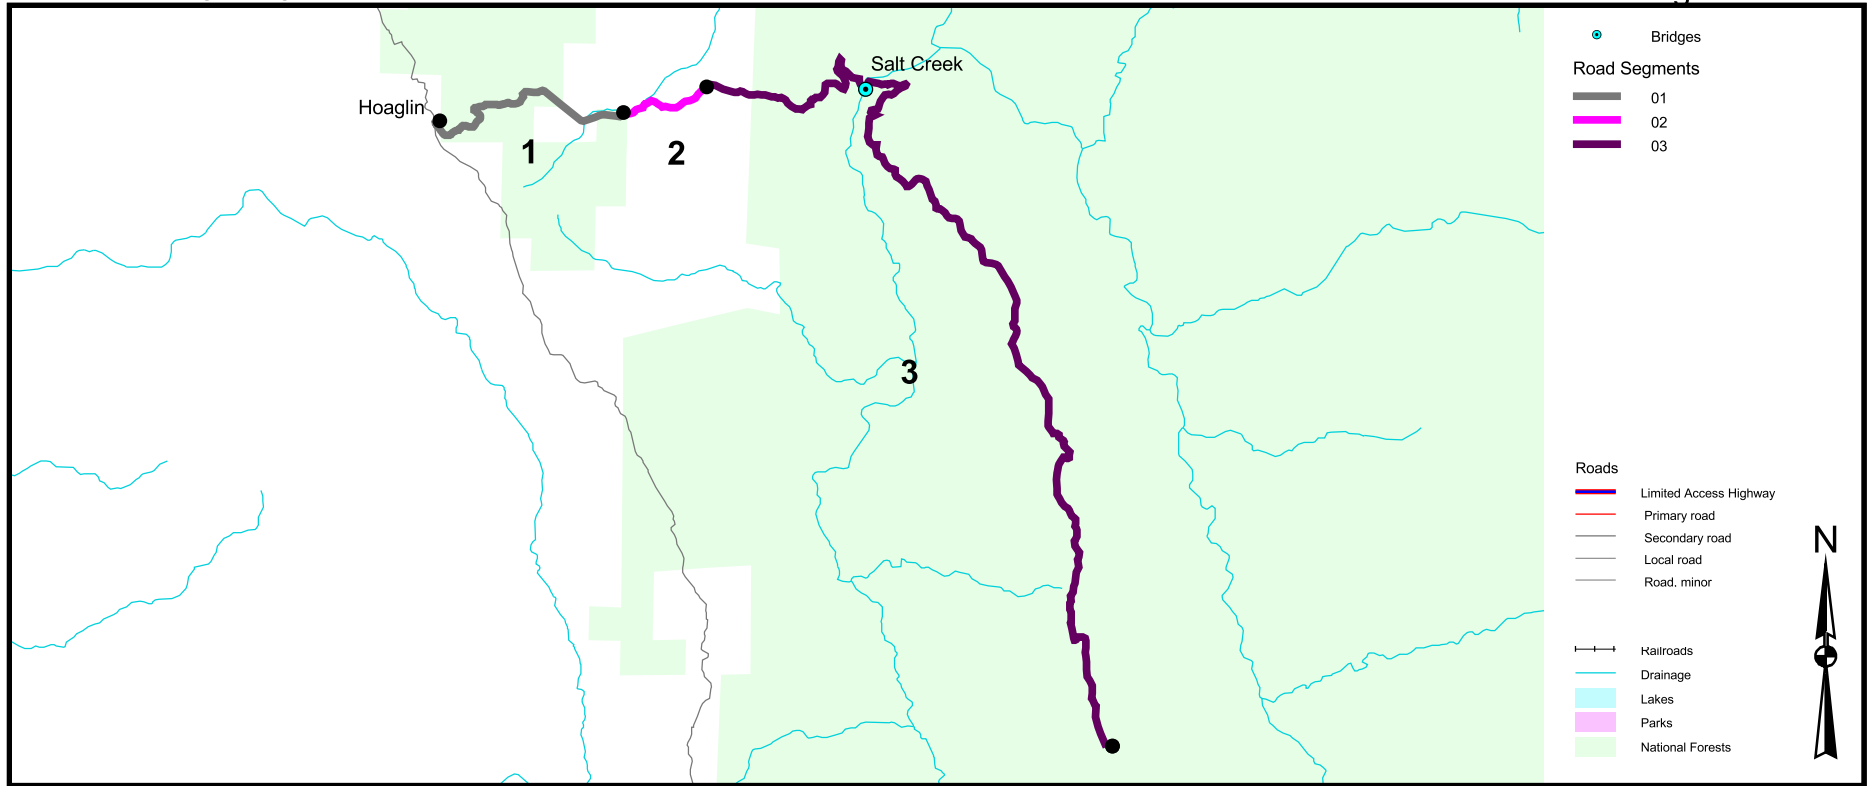 Salt Creek
Hoaglin
1
2
3
Bridges
Road Segments
01
02
03
Roads
Limited Access Highway
Primary road
Secondary road
Local road
Road, minor
Railroads
Drainage
Lakes
Parks
National Forests
N